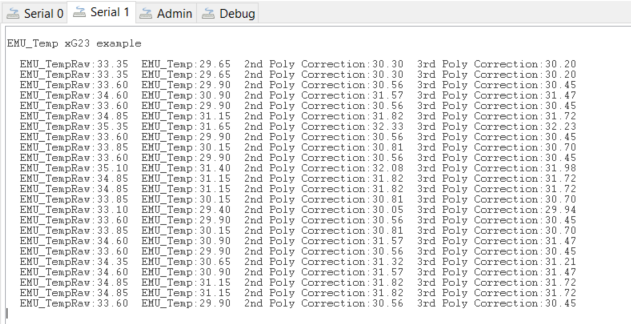 Serial 0 Serial 1 Admin Debug
EMU_Temp xG23 example
EMU_TempRaw:33.35 EMU_Temp:29.65 2nd Poly Correction:30.30 3rd Poly Correction:30.20
EMU_TempRaw:33.35 EMU_Temp:29.65 2nd Poly Correction:30.30 3rd Poly Correction:30.20
EMU_TempRaw:33.60 EMU_Temp:29.90 2nd Poly Correction:30.56 3rd Poly Correction:30.45
EMU_TempRaw:34.60 EMU_Temp:30.90 2nd Poly Correction:31.57 3rd Poly Correction:31.47
EMU_TempRaw:33.60 EMU_Temp:29.90 2nd Poly Correction:30.56 3rd Poly Correction:30.45
EMU_TempRaw:34.85 EMU_Temp:31.15 2nd Poly Correction:31.82 3rd Poly Correction:31.72
EMU_TempRaw:35.35 EMU_Temp:31.65 2nd Poly Correction:32.33 3rd Poly Correction:32.23
EMU_TempRaw:33.60 EMU_Temp:29.90 2nd Poly Correction:30.56 3rd Poly Correction:30.45
EMU_TempRaw:33.85 EMU_Temp:30.15 2nd Poly Correction:30.81 3rd Poly Correction:30.70
EMU_TempRaw:33.60 EMU_Temp:29.90 2nd Poly Correction:30.56 3rd Poly Correction:30.45
EMU_TempRaw:35.10 EMU_Temp:31.40 2nd Poly Correction:32.08 3rd Poly Correction:31.98
EMU_TempRaw:34.85 EMU_Temp:31.15 2nd Poly Correction:31.82 3rd Poly Correction:31.72
EMU_TempRaw:34.85 EMU_Temp:31.15 2nd Poly Correction:31.82 3rd Poly Correction:31.72
EMU_TempRaw:33.85 EMU_Temp:30.15 2nd Poly Correction:30.81 3rd Poly Correction:30.70
EMU_TempRaw:33.10 EMU_Temp:29.40 2nd Poly Correction:30.05 3rd Poly Correction:29.94
EMU_TempRaw:33.60 EMU_Temp:29.90 2nd Poly Correction:30.56 3rd Poly Correction:30.45
EMU_TempRaw:33.85 EMU_Temp:30.15 2nd Poly Correction:30.81 3rd Poly Correction:30.70
EMU_TempRaw:34.60 EMU_Temp:30.90 2nd Poly Correction:31.57 3rd Poly Correction:31.47
EMU_TempRaw:33.60 EMU_Temp:29.90 2nd Poly Correction:30.56 3rd Poly Correction:30.45
EMU_TempRaw:34.35 EMU_Temp:30.65 2nd Poly Correction:31.32 3rd Poly Correction:31.21
EMU_TempRaw:34.60 EMU_Temp:30.90 2nd Poly Correction:31.57 3rd Poly Correction:31.47
EMU_TempRaw:34.85 EMU_Temp:31.15 2nd Poly Correction:31.82 3rd Poly Correction:31.72
EMU_TempRaw:34.85 EMU_Temp:31.15 2nd Poly Correction:31.82 3rd Poly Correction:31.72
EMU_TempRaw:33.60 EMU_Temp:29.90 2nd Poly Correction:30.56 3rd Poly Correction:30.45